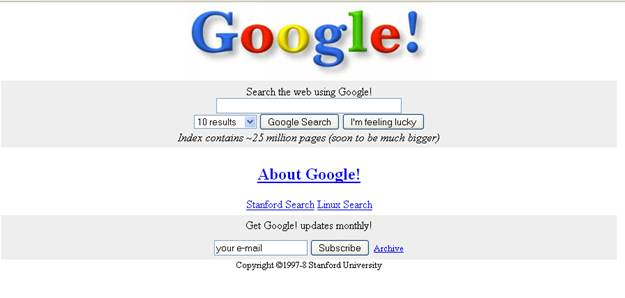 Google!
Search the web using Google!
10 results Google Search I'm feeling lucky
Index contains ~25 million pages (soon to be much bigger)
About Google!
Stanford Search Linux Search
Get Google! updates monthly!
your e-mail Subscribe Archive
Copyright ©1997-8 Stanford University